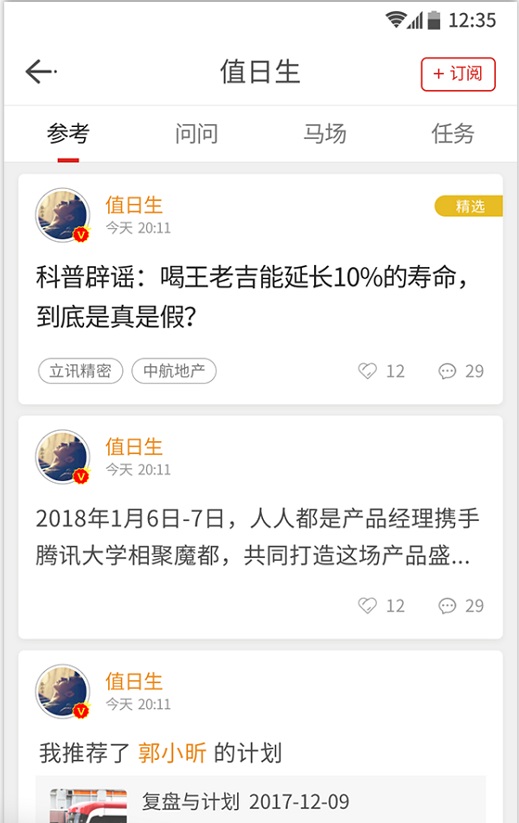 12:35
值日生
+ 订阅
参考 问问 马场 任务
值日生
精选
今天 20:11
科普辟谣：喝王老吉能延长10%的寿命，
到底是真是假？
立讯精密 中航地产 12 29
值日生
今天 20:11
2018年1月6日-7日，人人都是产品经理携手
腾讯大学相聚魔都，共同打造这场产品盛...
12 29
值日生
今天 20:11
我推荐了 郭小昕 的计划
复盘与计划 2017-12-09